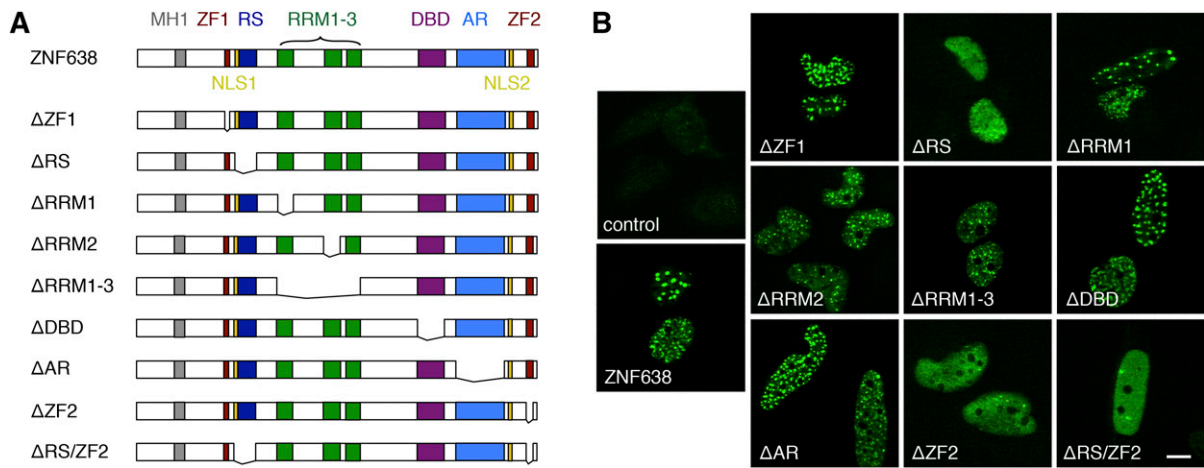 A
MH1 ZF1 RS RRM1-3 DBD AR ZF2
ZNF638
NLS1 NLS2
ΔZF1
ΔRS
ΔRRM1
ΔRRM2
ΔRRM1-3
ΔDBD
ΔAR
ΔZF2
ΔRS/ZF2
B
control
ZNF638
ΔZF1 ΔRS ΔRRM1
ΔRRM2 ΔRRM1-3 ΔDBD
ΔAR ΔZF2 ΔRS/ZF2